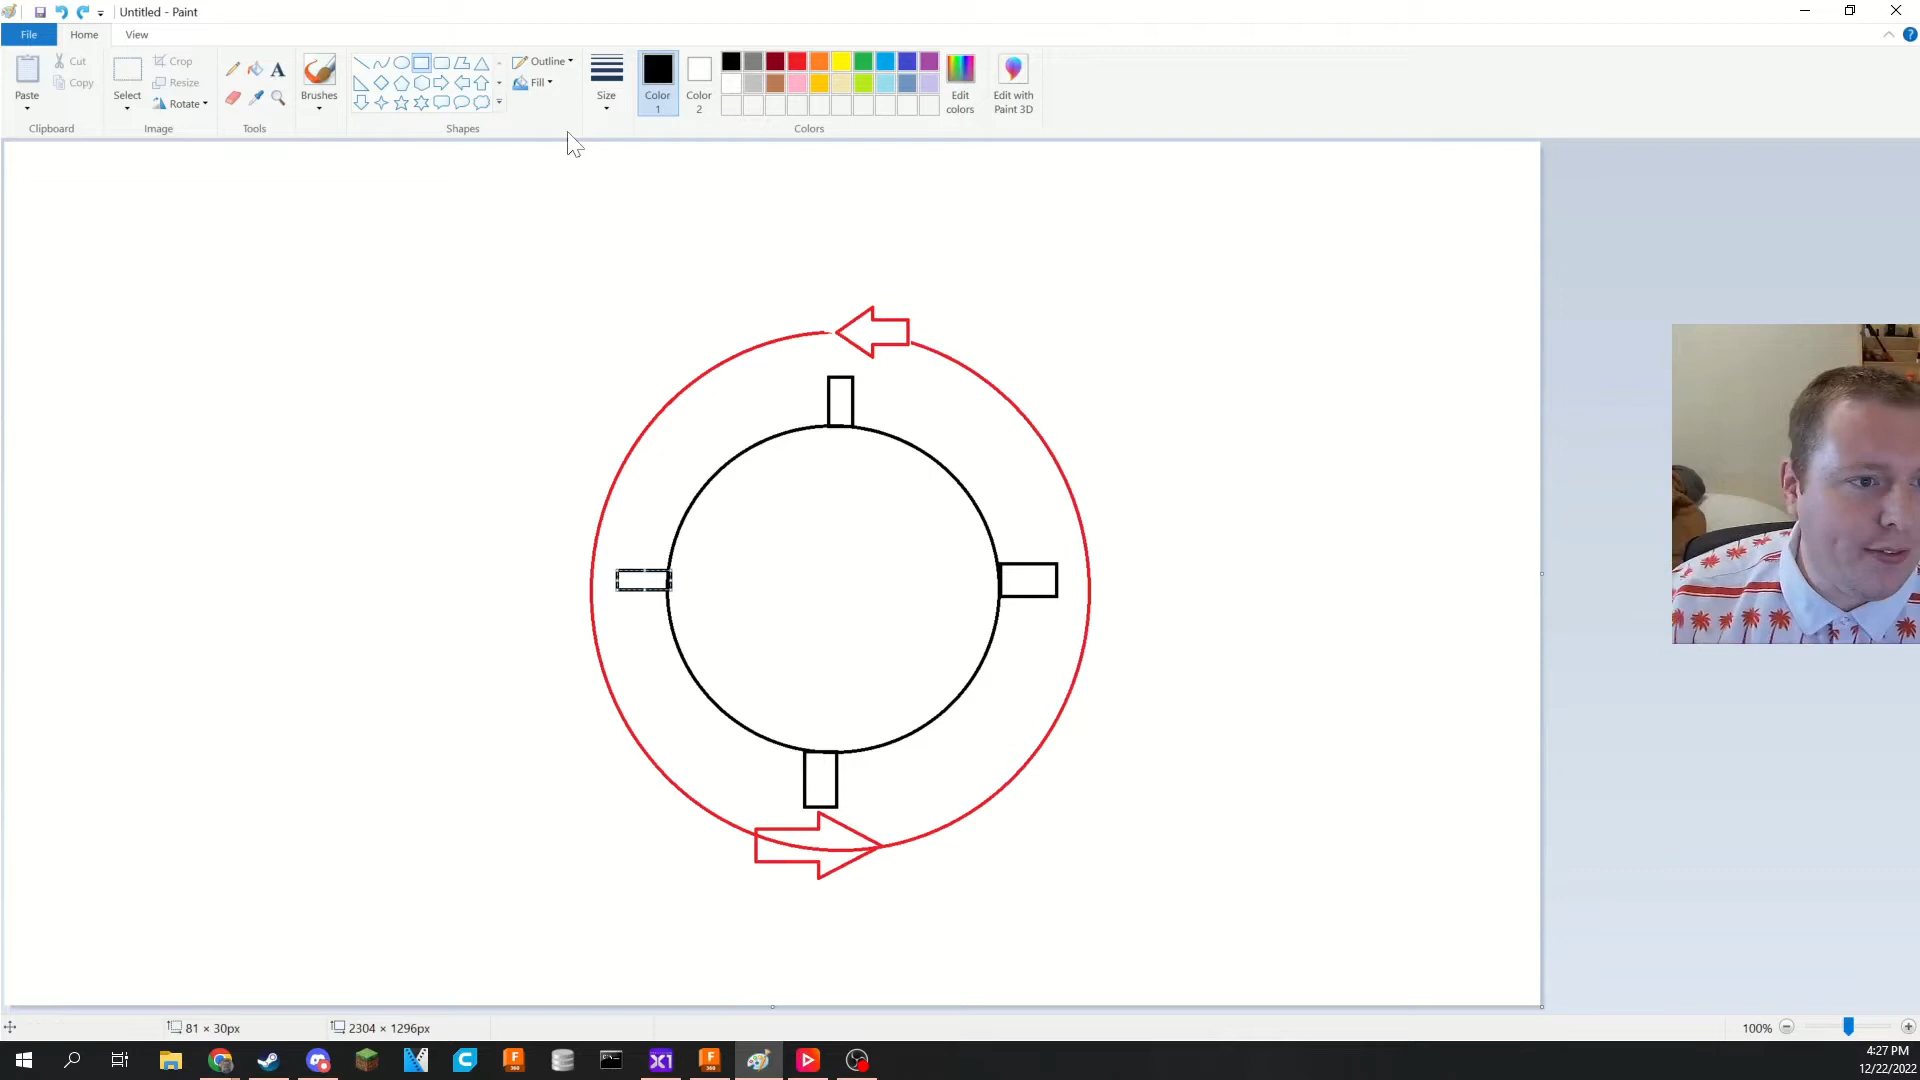 Untitled - Paint
File Home View
Paste
Cut
Copy
Clipboard
Select
Crop
Resize
Rotate
Image
Tools
Brushes
Shapes
Outline
Fill
Size
Color
1
Color
2
Colors
Edit
colors
Edit with
Paint 3D
81 × 30px
2304 × 1296px
100%
4:27 PM
12/22/2022